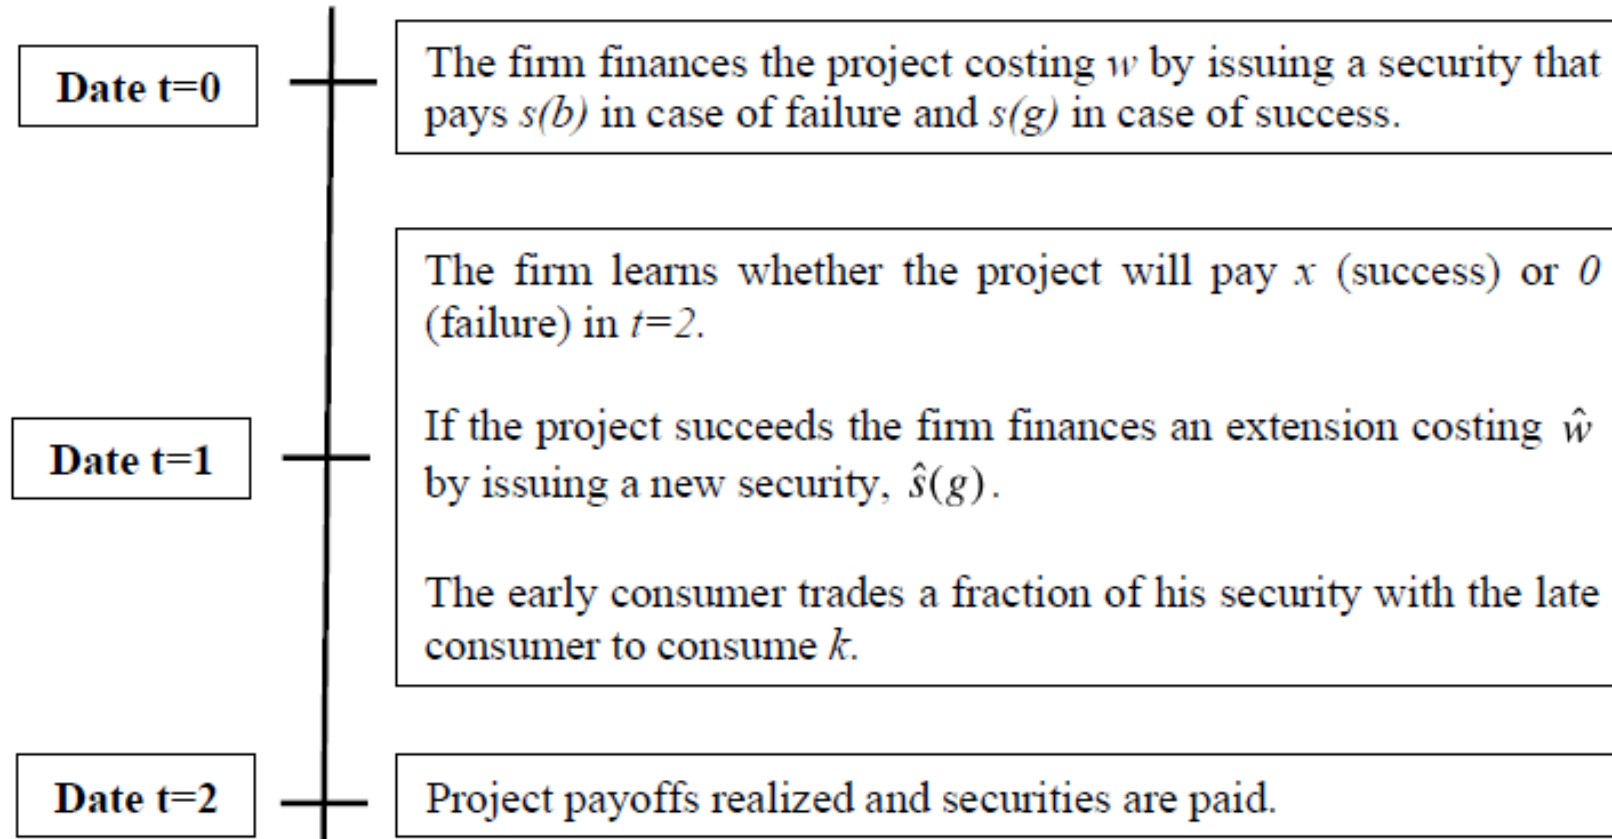 Date t=0
The firm finances the project costing w by issuing a security that
pays s(b) in case of failure and s(g) in case of success.
Date t=1
The firm learns whether the project will pay x (success) or 0
(failure) in t=2.
If the project succeeds the firm finances an extension costing ŵ
by issuing a new security, ŝ(g).
The early consumer trades a fraction of his security with the late
consumer to consume k.
Date t=2
Project payoffs realized and securities are paid.